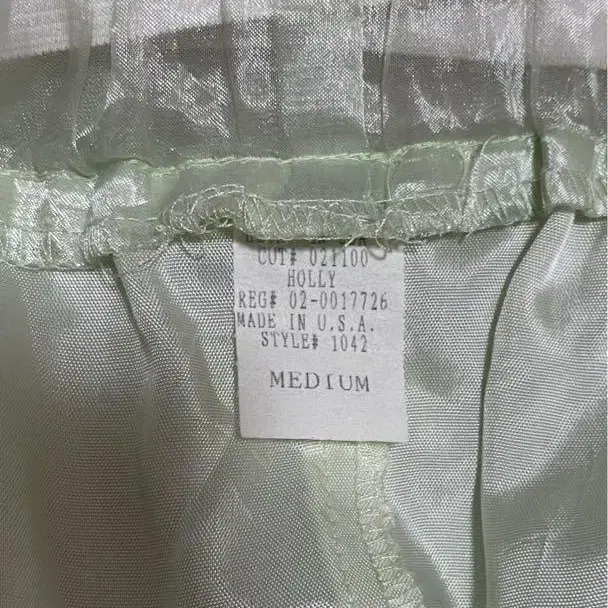 CUT# 021100
HOLLY
REG# 02-0017726
MADE IN U.S.A.
STYLE# 1042
MEDIUM